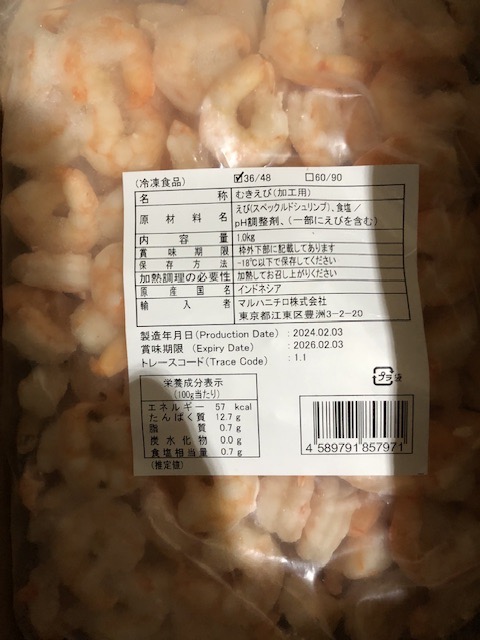 (冷凍食品) ☑36/48 □60/90
名称 むきえび(加工用)
原材料名 えび(スペックルドシュリンプ)、食塩/
pH調整剤、(一部にえびを含む)
内容量 1.0kg
賞味期限 枠外下部に記載してあります
保存方法 -18℃以下で保存してください
加熱調理の必要性 加熱してお召し上がりください
原産国名 インドネシア
輸入者 マルハニチロ株式会社
東京都江東区豊洲3-2-20
製造年月日(Production Date) : 2024.02.03
賞味期限 (Expiry Date) : 2026.02.03
トレースコード(Trace Code) : 1.1
プラ 袋
栄養成分表示
(100g当たり)
エネルギー 57 kcal
たんぱく質 12.7 g
脂質 0.7 g
炭水化物 0.0 g
食塩相当量 0.7 g
(推定値)
4 589791 857971